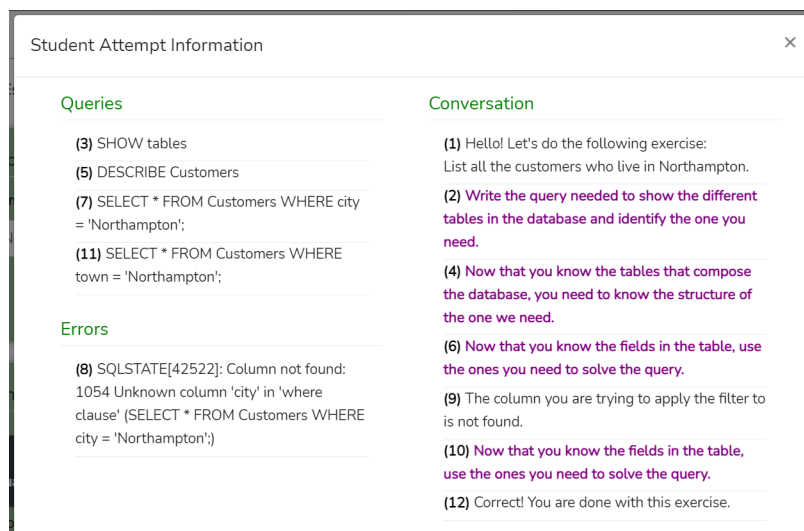 Student Attempt Information ×
Queries
(3) SHOW tables
(5) DESCRIBE Customers
(7) SELECT * FROM Customers WHERE city
= 'Northampton';
(11) SELECT * FROM Customers WHERE
town = 'Northampton';
Errors
(8) SQLSTATE[42522]: Column not found:
1054 Unknown column 'city' in 'where
clause' (SELECT * FROM Customers WHERE
city = 'Northampton';)
Conversation
(1) Hello! Let's do the following exercise:
List all the customers who live in Northampton.
(2) Write the query needed to show the different
tables in the database and identify the one you
need.
(4) Now that you know the tables that compose
the database, you need to know the structure of
the one we need.
(6) Now that you know the fields in the table, use
the ones you need to solve the query.
(9) The column you are trying to apply the filter to
is not found.
(10) Now that you know the fields in the table,
use the ones you need to solve the query.
(12) Correct! You are done with this exercise.